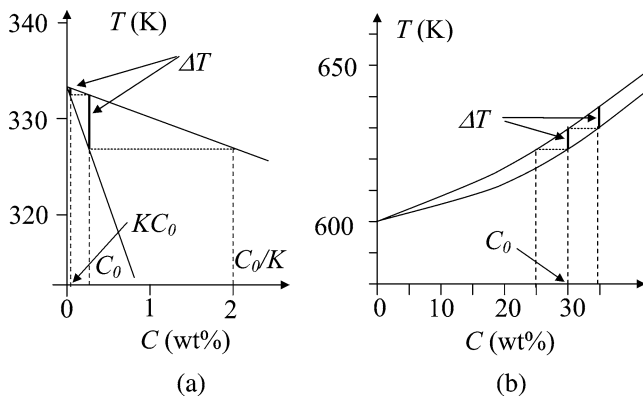 340
T (K)
ΔT
330
320
KC₀
C₀
C₀/K
0
1
2
C (wt%)
(a)
T (K)
650
ΔT
600
C₀
0
10
20
30
C (wt%)
(b)